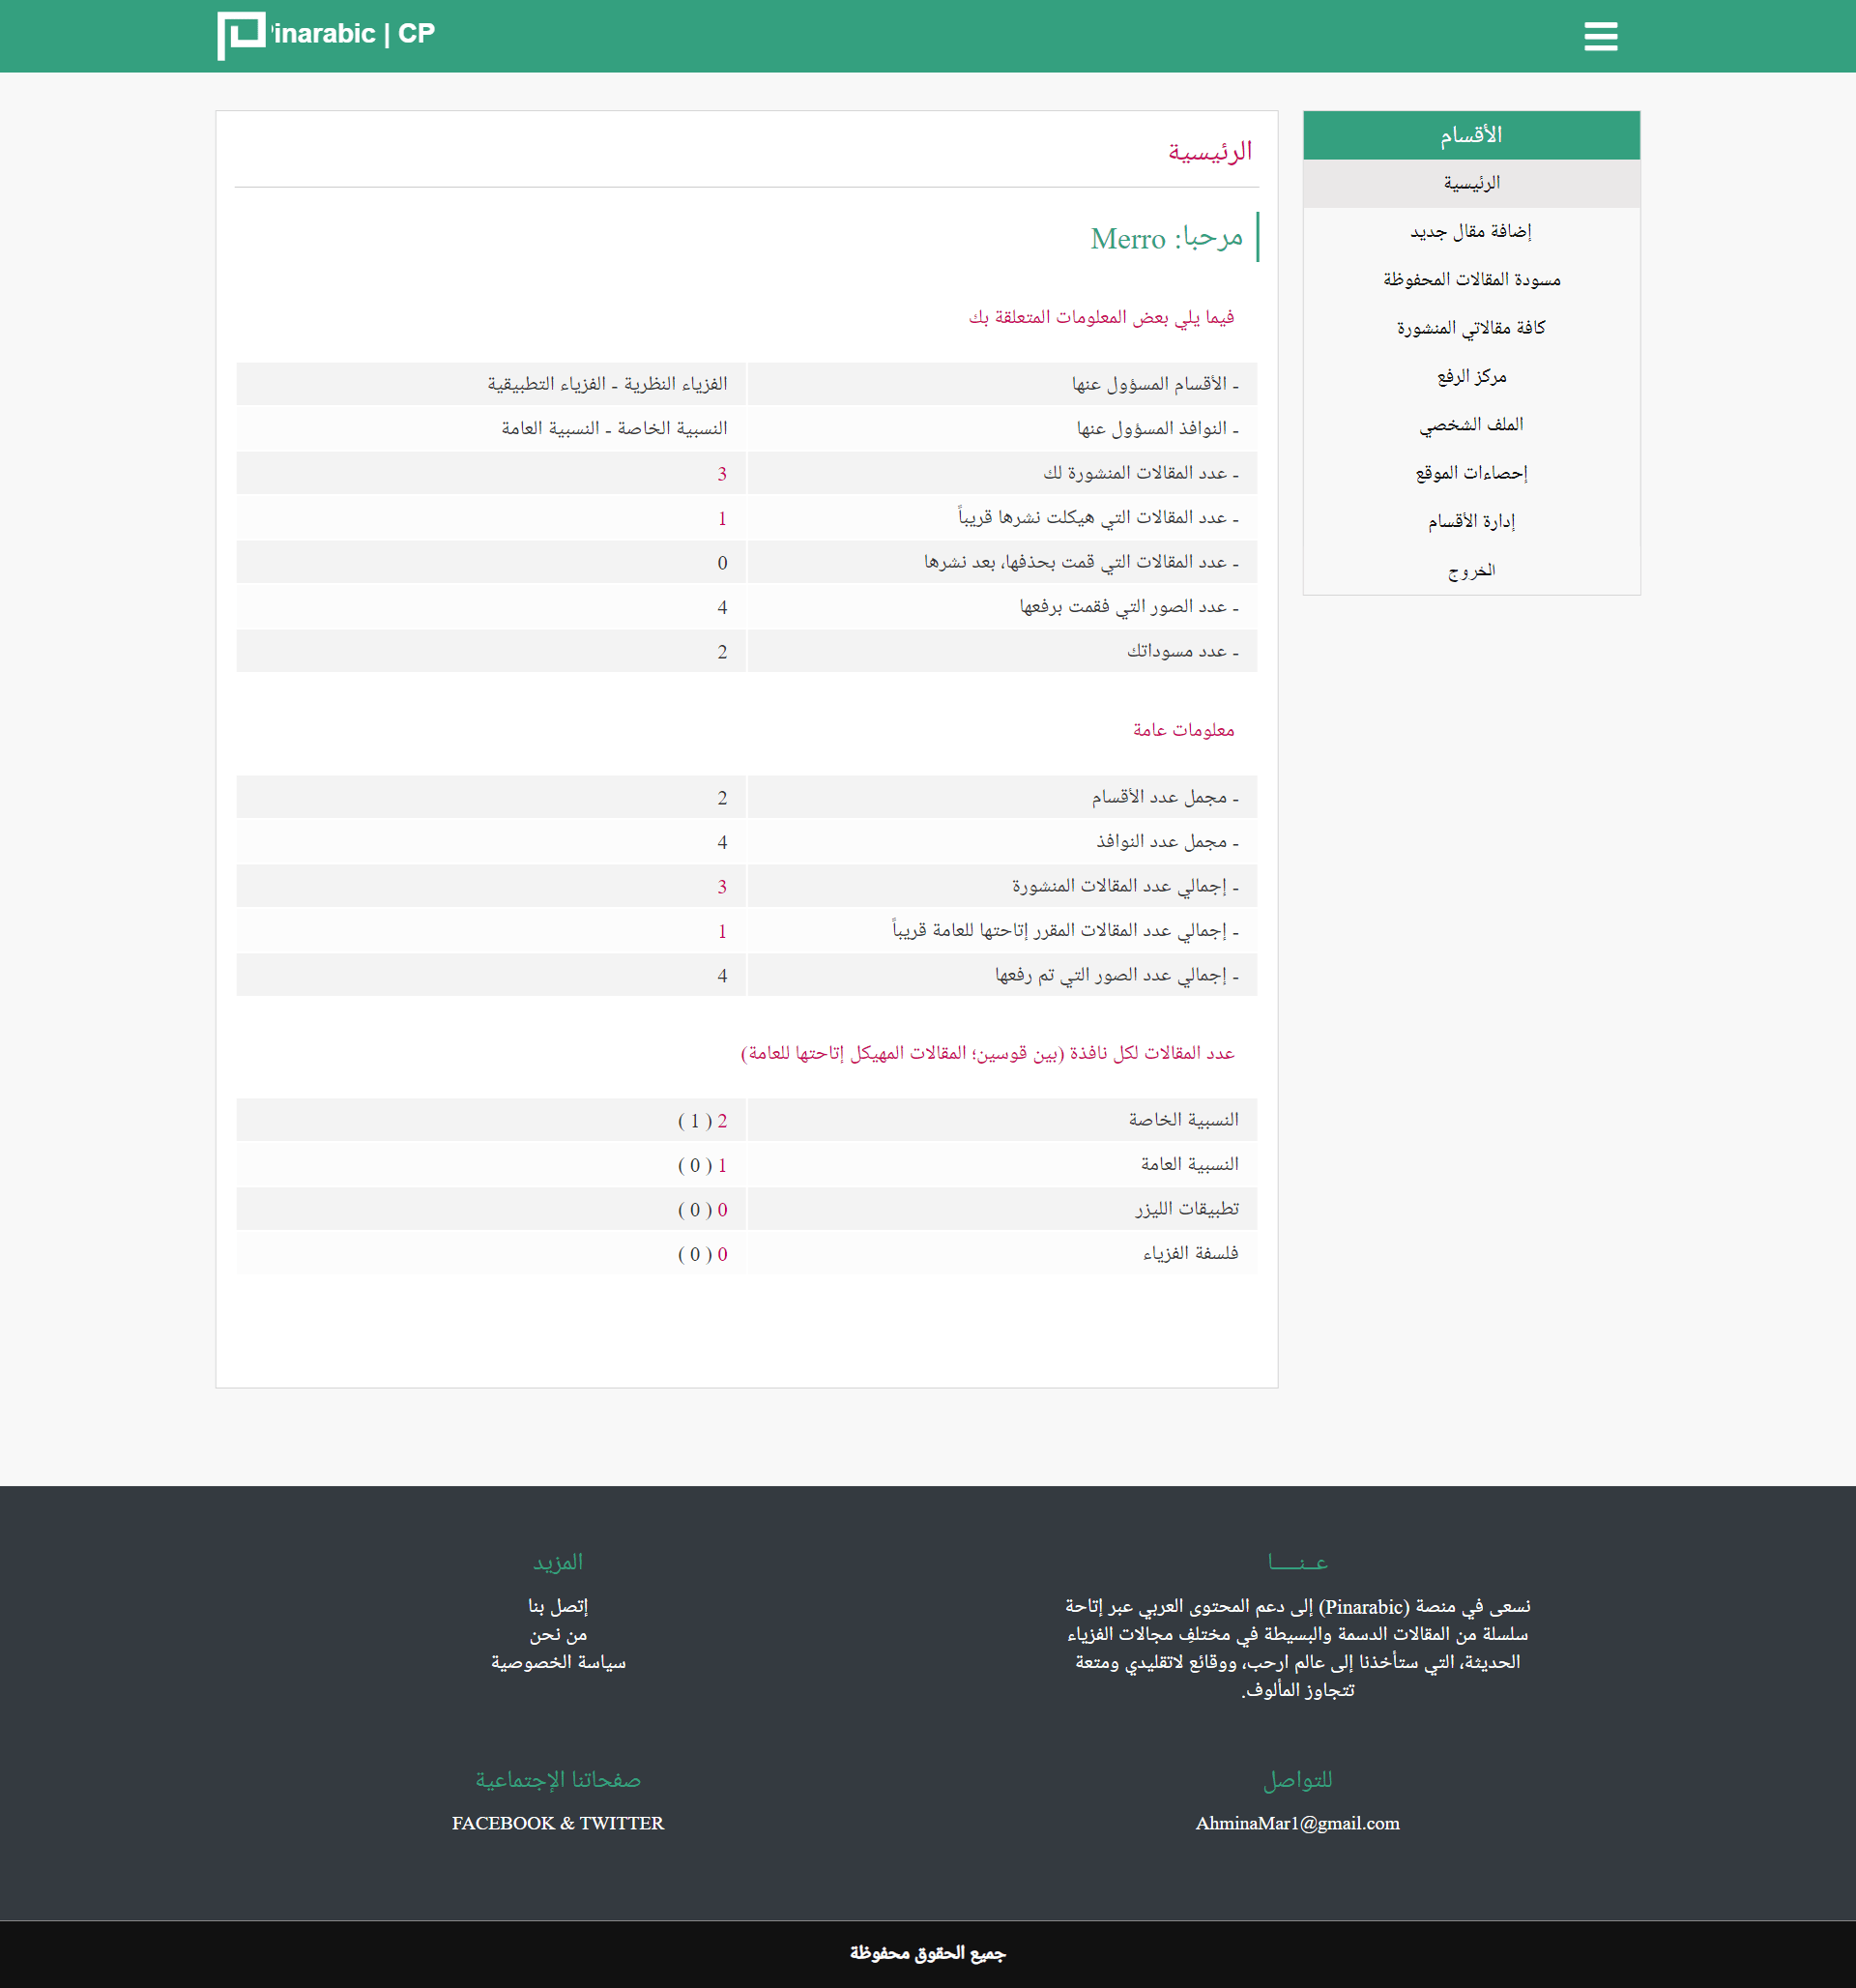 Pinarabic | CP
الأقسام
الرئيسية
إضافة مقال جديد
مسودة المقالات المحفوظة
كافة مقالاتي المنشورة
مركز الرفع
الملف الشخصي
إحصاءات الموقع
إدارة الأقسام
الخروج
الرئيسية
مرحبا: Merro
فيما يلي بعض المعلومات المتعلقة بك
- الأقسام المسؤول عنها الفزياء النظرية - الفزياء التطبيقية
- النوافذ المسؤول عنها النسبية الخاصة - النسبية العامة
- عدد المقالات المنشورة لك 3
- عدد المقالات التي هيكلت نشرها قريباً 1
- عدد المقالات التي قمت بحذفها، بعد نشرها 0
- عدد الصور التي فقمت برفعها 4
- عدد مسوداتك 2
معلومات عامة
- مجمل عدد الأقسام 2
- مجمل عدد النوافذ 4
- إجمالي عدد المقالات المنشورة 3
- إجمالي عدد المقالات المقرر إتاحتها للعامة قريباً 1
- إجمالي عدد الصور التي تم رفعها 4
عدد المقالات لكل نافذة (بين قوسين؛ المقالات المهيكل إتاحتها للعامة)
النسبية الخاصة 2 ( 1 )
النسبية العامة 1 ( 0 )
تطبيقات الليزر 0 ( 0 )
فلسفة الفزياء 0 ( 0 )
عــنــــا
نسعى في منصة (Pinarabic) إلى دعم المحتوى العربي عبر إتاحة
سلسلة من المقالات الدسمة والبسيطة في مختلف مجالات الفزياء
الحديثة، التي ستأخذنا إلى عالم ارحب، ووقائع لاتقليدي ومتعة
تتجاوز المألوف.
المزيد
إتصل بنا
من نحن
سياسة الخصوصية
للتواصل
AhminaMar1@gmail.com
صفحاتنا الإجتماعية
FACEBOOK & TWITTER
جميع الحقوق محفوظة